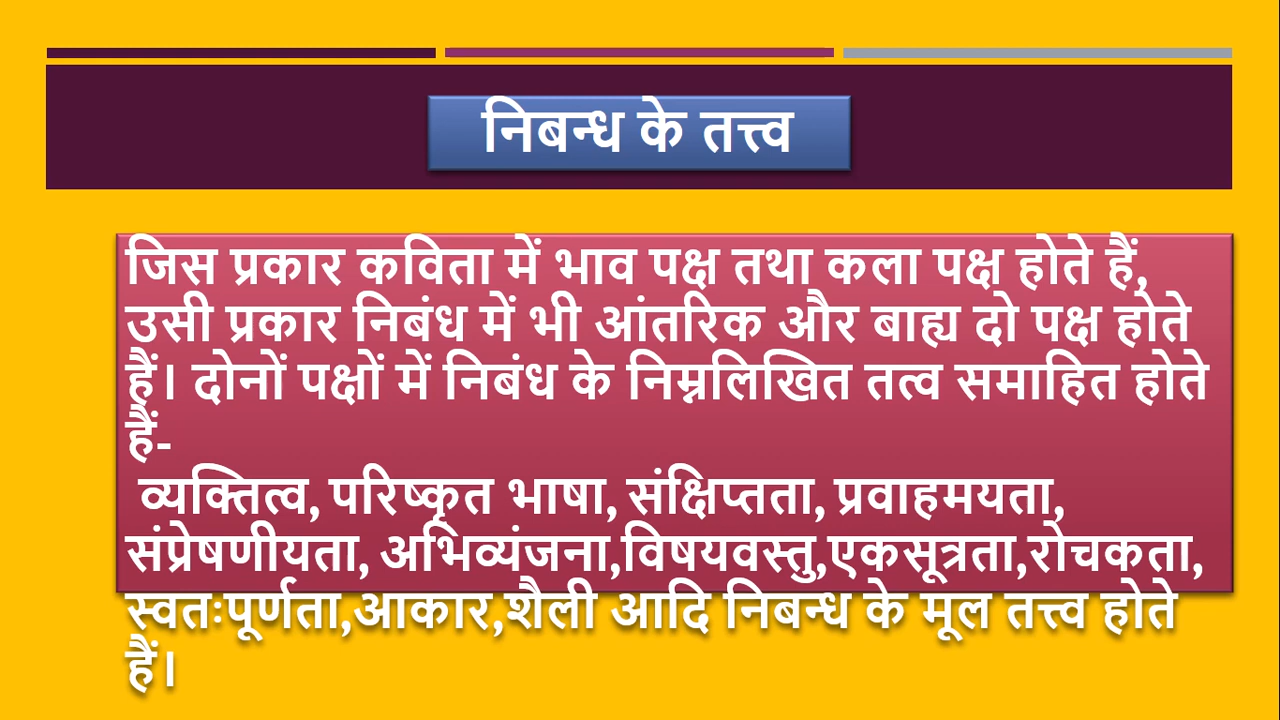 निबन्ध के तत्त्व
जिस प्रकार कविता में भाव पक्ष तथा कला पक्ष होते हैं,
उसी प्रकार निबंध में भी आंतरिक और बाह्य दो पक्ष होते
हैं। दोनों पक्षों में निबंध के निम्नलिखित तत्व समाहित होते
हैं-
व्यक्तित्व, परिष्कृत भाषा, संक्षिप्तता, प्रवाहमयता,
संप्रेषणीयता, अभिव्यंजना,विषयवस्तु,एकसूत्रता,रोचकता,
स्वतःपूर्णता,आकार,शैली आदि निबन्ध के मूल तत्त्व होते
हैं।